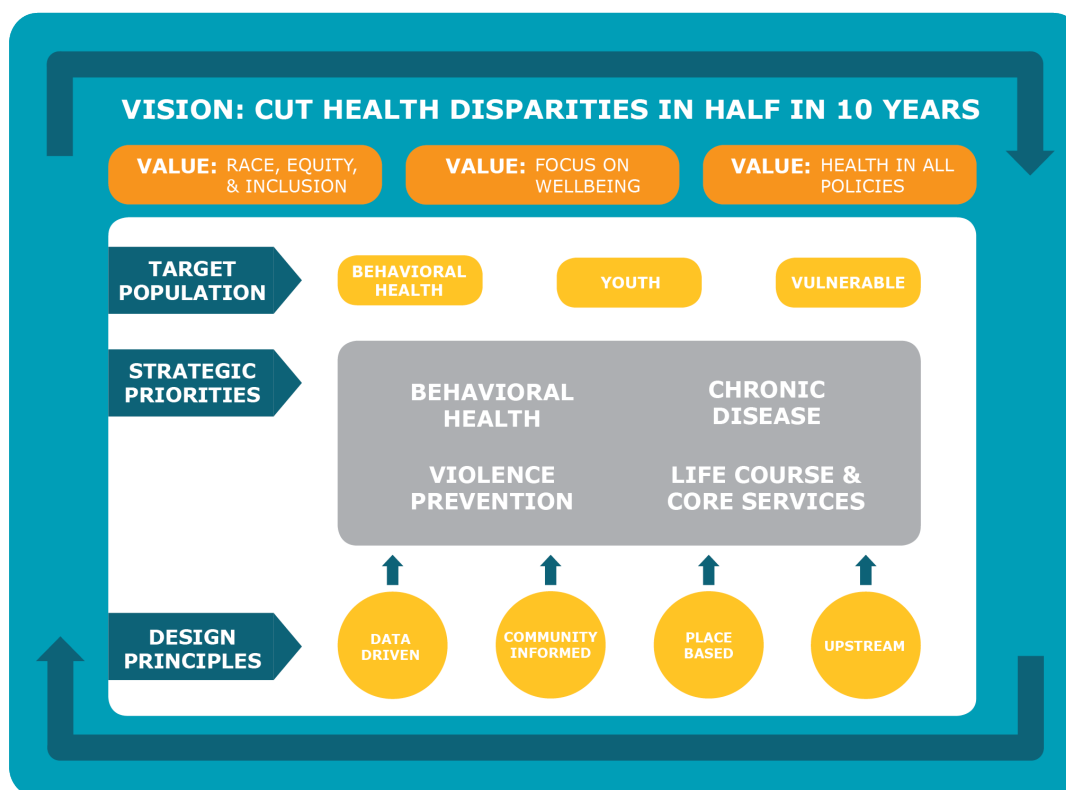 VISION: CUT HEALTH DISPARITIES IN HALF IN 10 YEARS
VALUE: RACE, EQUITY,
& INCLUSION
VALUE: FOCUS ON
WELLBEING
VALUE: HEALTH IN ALL
POLICIES
TARGET
POPULATION
BEHAVIORAL
HEALTH
YOUTH
VULNERABLE
STRATEGIC
PRIORITIES
BEHAVIORAL
HEALTH
CHRONIC
DISEASE
VIOLENCE
PREVENTION
LIFE COURSE &
CORE SERVICES
DESIGN
PRINCIPLES
DATA
DRIVEN
COMMUNITY
INFORMED
PLACE
BASED
UPSTREAM